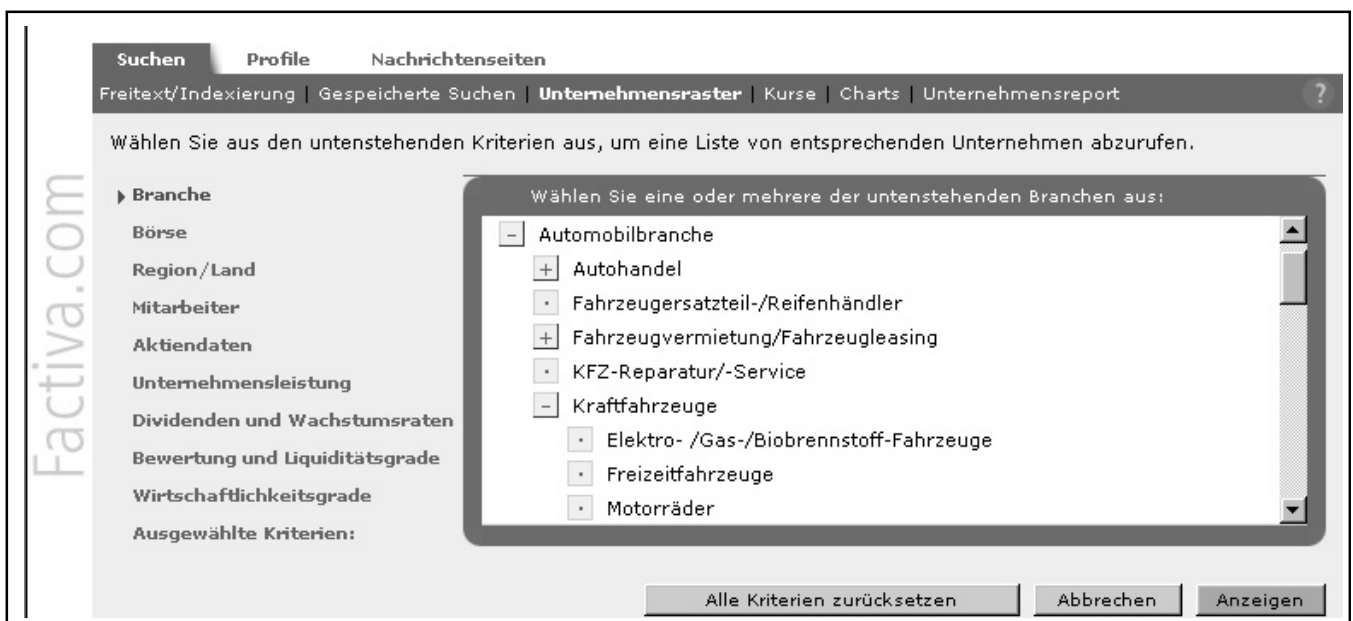 Suchen Profile Nachrichtenseiten
Freitext/Indexierung | Gespeicherte Suchen | Unternehmensraster | Kurse | Charts | Unternehmensreport ?
Wählen Sie aus den untenstehenden Kriterien aus, um eine Liste von entsprechenden Unternehmen abzurufen.
Factiva.com
Branche
Börse
Region/Land
Mitarbeiter
Aktiendaten
Unternehmensleistung
Dividenden und Wachstumsraten
Bewertung und Liquiditätsgrade
Wirtschaftlichkeitsgrade
Ausgewählte Kriterien:
Wählen Sie eine oder mehrere der untenstehenden Branchen aus:
- Automobilbranche
+ Autohandel
· Fahrzeugersatzteil-/Reifenhändler
+ Fahrzeugvermietung/Fahrzeugleasing
· KFZ-Reparatur/-Service
- Kraftfahrzeuge
· Elektro- /Gas-/Biobrennstoff-Fahrzeuge
· Freizeitfahrzeuge
· Motorräder
Alle Kriterien zurücksetzen Abbrechen Anzeigen